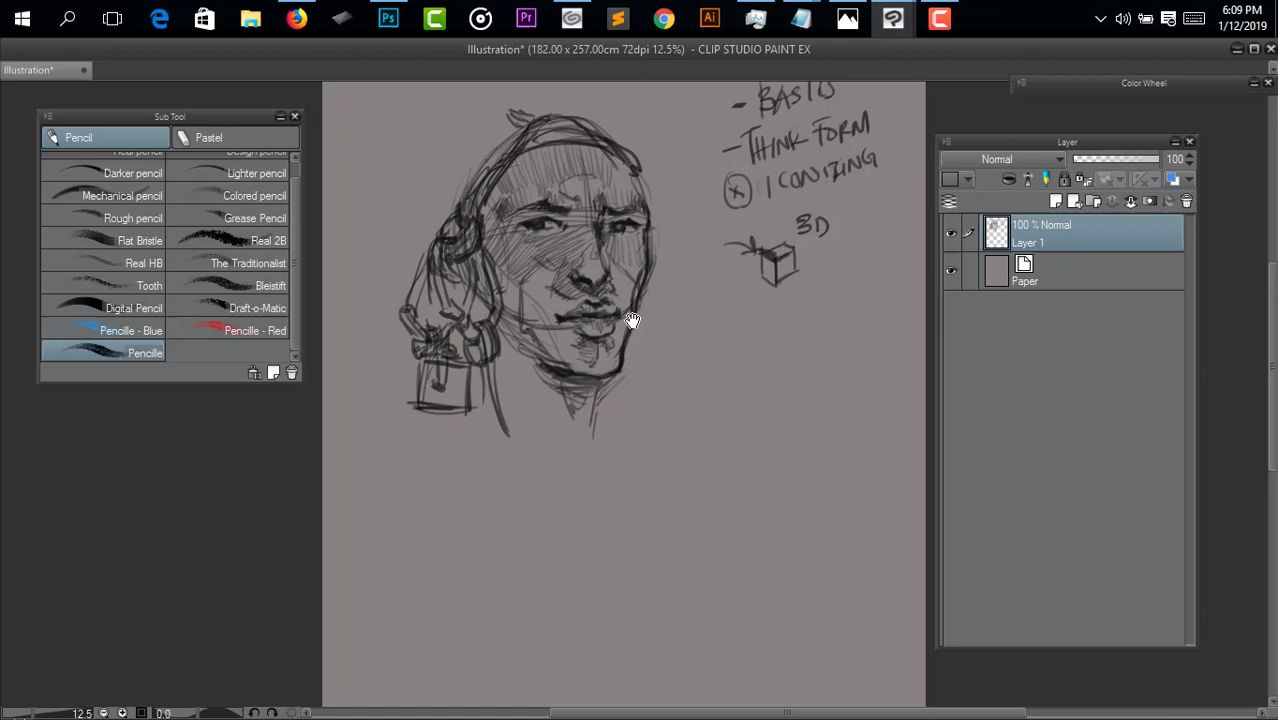 6:09 PM
1/12/2019
Illustration* (182.00 x 257.00cm 72dpi 12.5%) - CLIP STUDIO PAINT EX
Illustration*
Color Wheel
Sub Tool
Pencil
Pastel
Darker pencil
Lighter pencil
Mechanical pencil
Colored pencil
Rough pencil
Grease Pencil
Flat Bristle
Real 2B
Real HB
The Traditionalist
Tooth
Bleistift
Digital Pencil
Draft-o-Matic
Pencille - Blue
Pencille - Red
Pencille
- BASICS
- THINK FORM
X ICONIZING
3D
Layer
Normal
100
100 % Normal
Layer 1
Paper
12.5
0.0